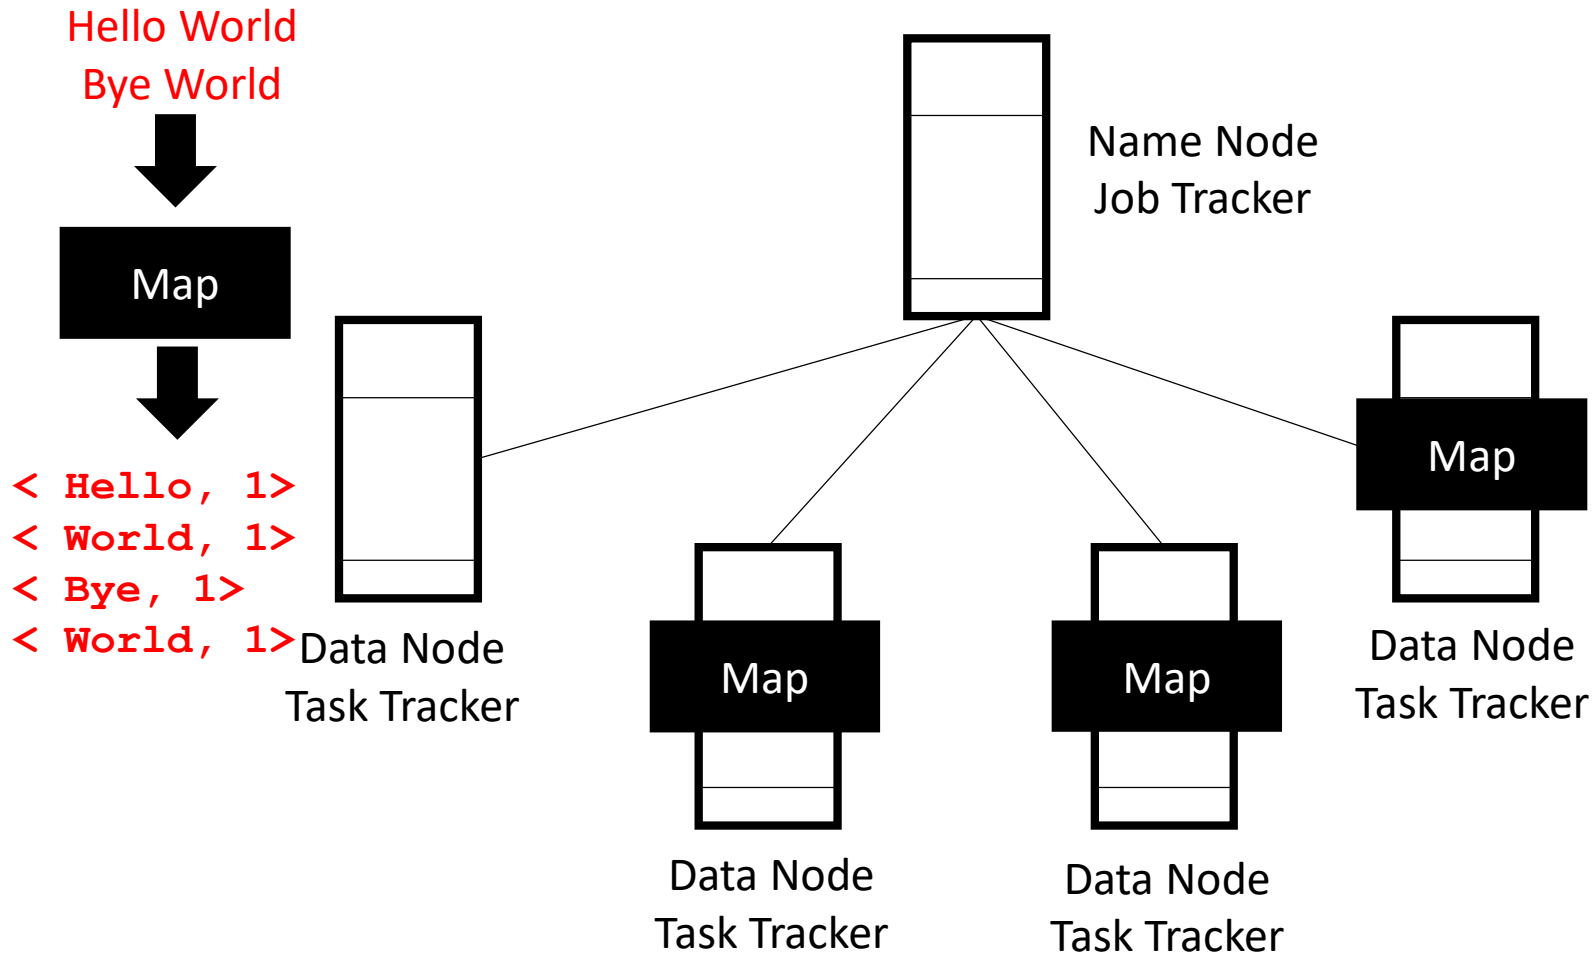 Hello World
Bye World
Map
< Hello, 1>
< World, 1>
< Bye, 1>
< World, 1>
Data Node
Task Tracker
Name Node
Job Tracker
Map
Data Node
Task Tracker
Map
Data Node
Task Tracker
Map
Data Node
Task Tracker